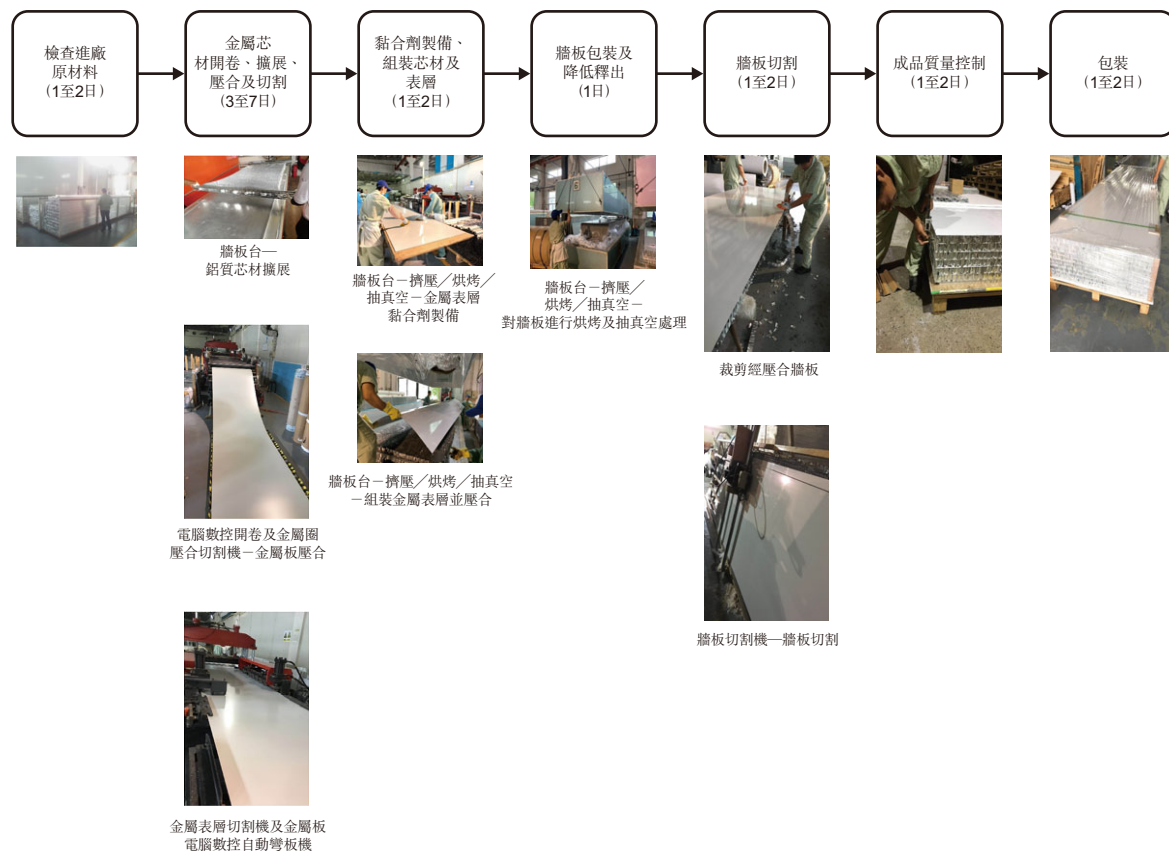 檢查進廠
原材料
(1至2日)
金屬芯
材開卷、擴展、
壓合及切割
(3至7日)
黏合劑製備、
組裝芯材及
表層
(1至2日)
牆板包裝及
降低釋出
(1日)
牆板切割
(1至2日)
成品質量控制
(1至2日)
包裝
(1至2日)
牆板台—
鋁質芯材擴展
牆板台－擠壓／烘烤／
抽真空－金屬表層
黏合劑製備
牆板台－擠壓／
烘烤／抽真空－
對牆板進行烘烤及抽真空處理
裁剪經壓合牆板
電腦數控開卷及金屬圈
壓合切割機－金屬板壓合
牆板台－擠壓／烘烤／抽真空
－組裝金屬表層並壓合
牆板切割機—牆板切割
金屬表層切割機及金屬板
電腦數控自動彎板機